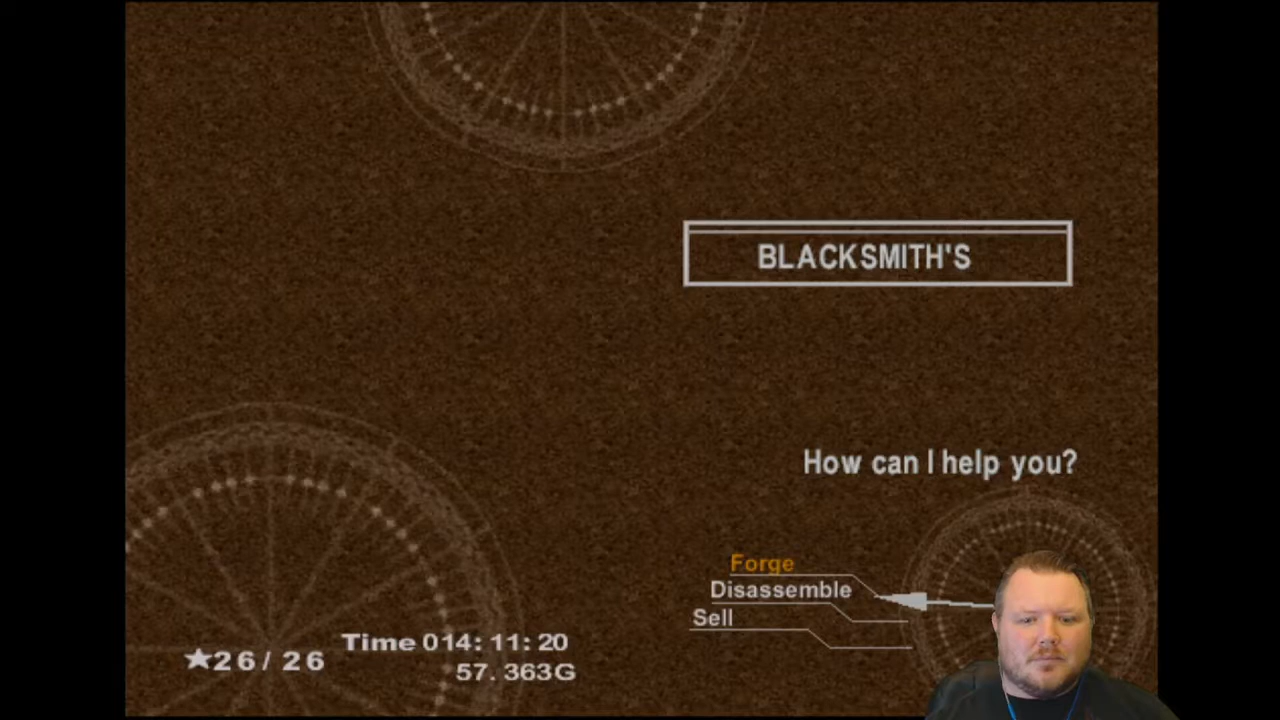 BLACKSMITH'S
How can I help you?
Forge
Disassemble
Sell
Time 014: 11: 20
★26/ 26
57. 363G